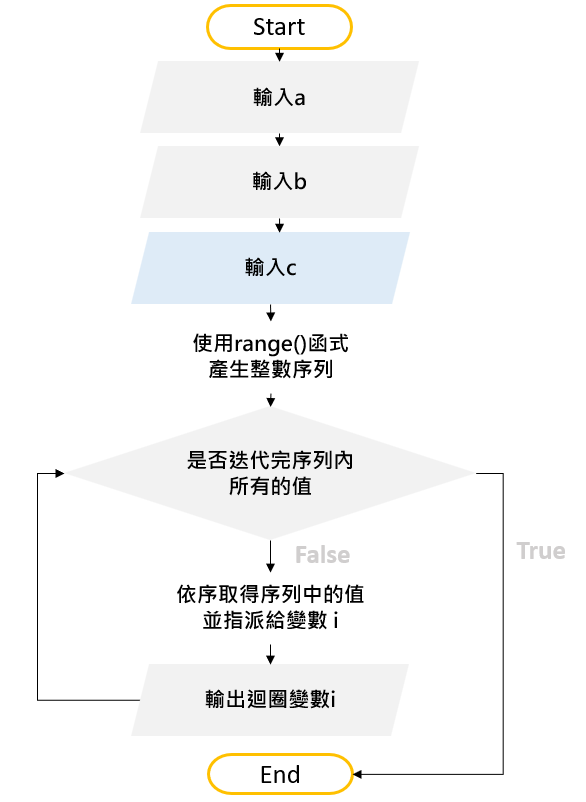 Start
輸入a
輸入b
輸入c
使用range()函式
產生整數序列
是否迭代完序列內
所有的值
False
True
依序取得序列中的值
並指派給變數 i
輸出迴圈變數i
End